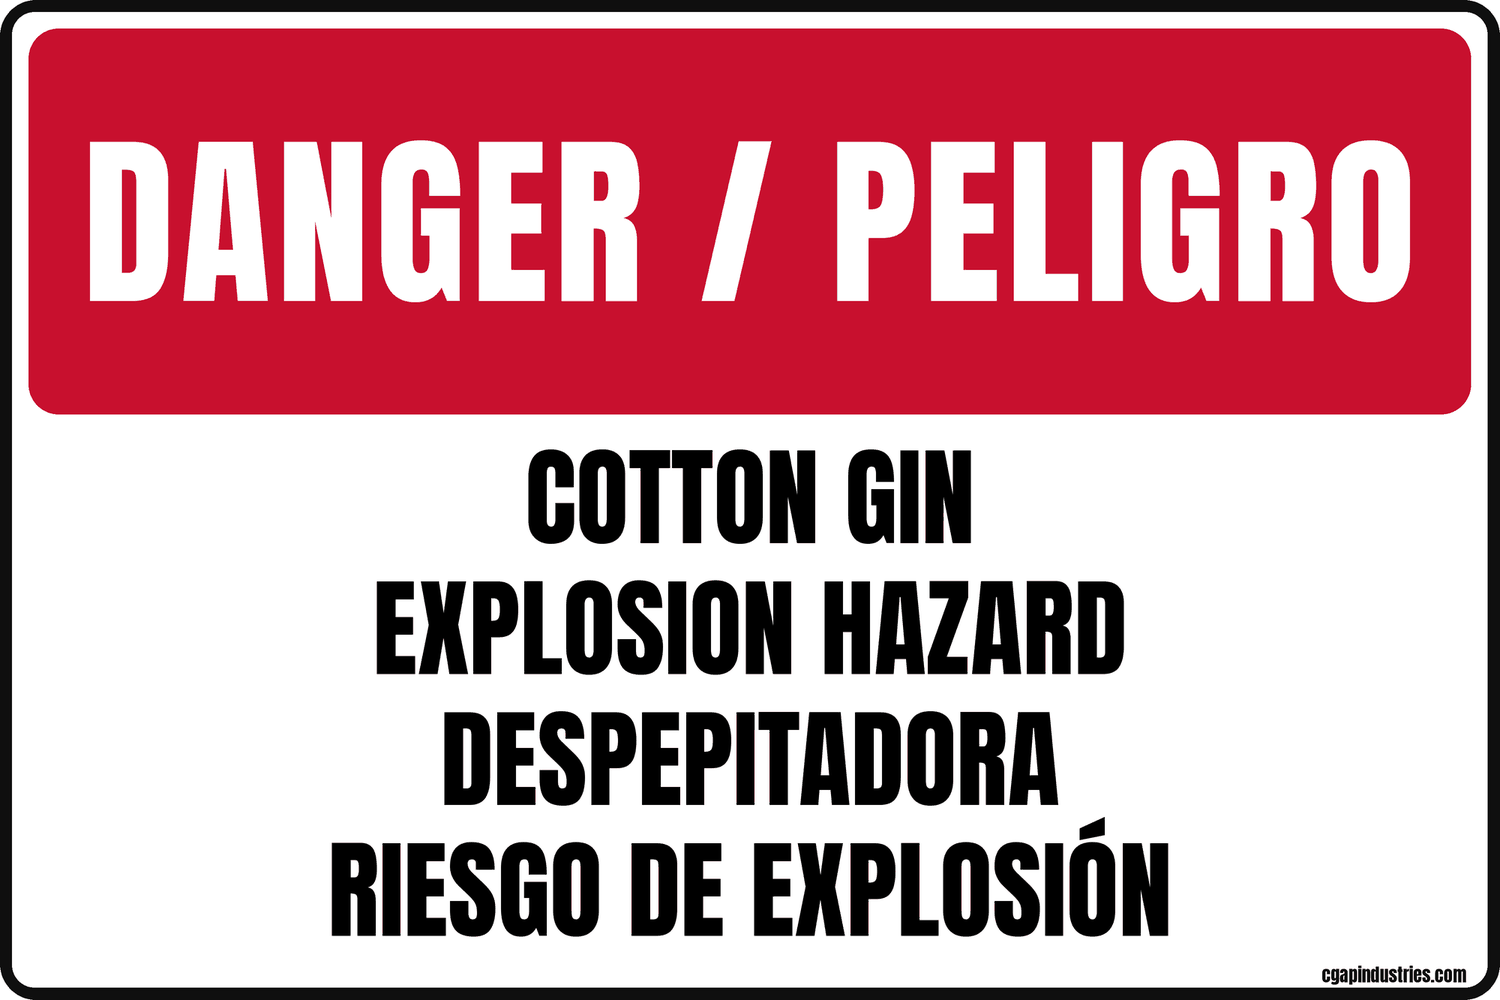 DANGER / PELIGRO
COTTON GIN
EXPLOSION HAZARD
DESPEPITADORA
RIESGO DE EXPLOSIÓN
cgapindustries.com